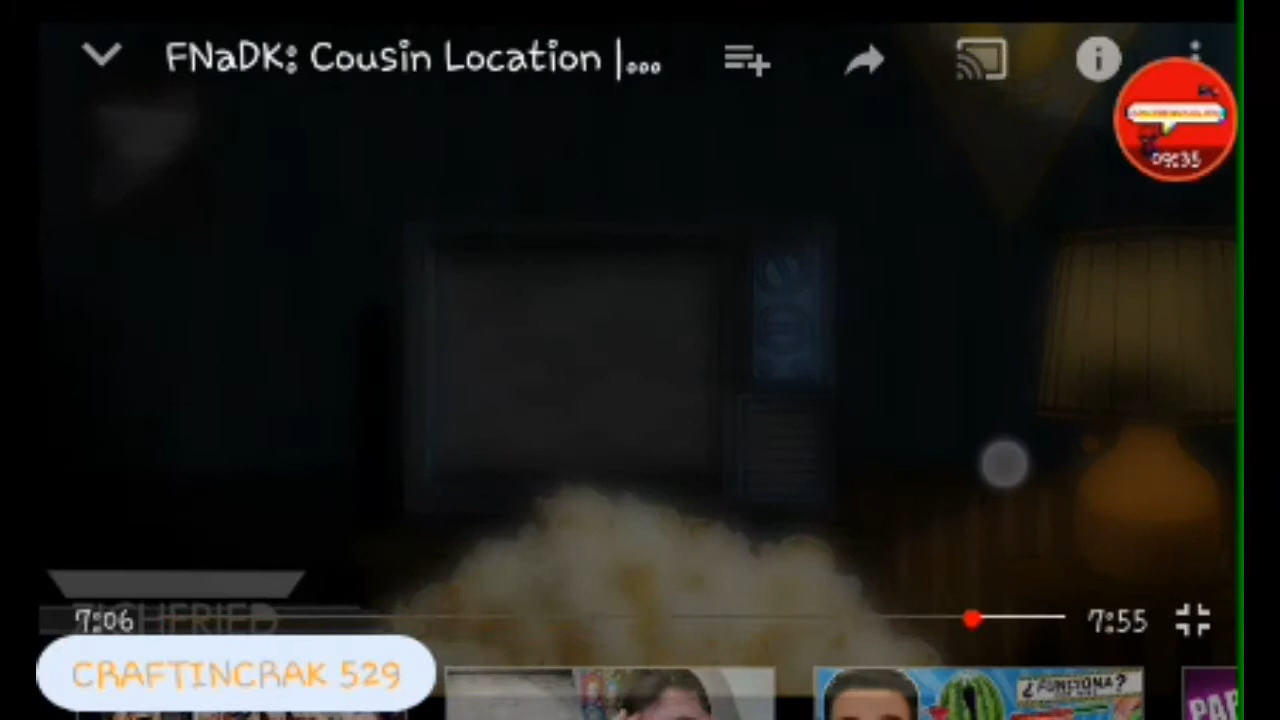 FNaDK: Cousin Location |...
09:35
7:06
7:55
CRAFTINCRAK 529
¿FUNCIONA?